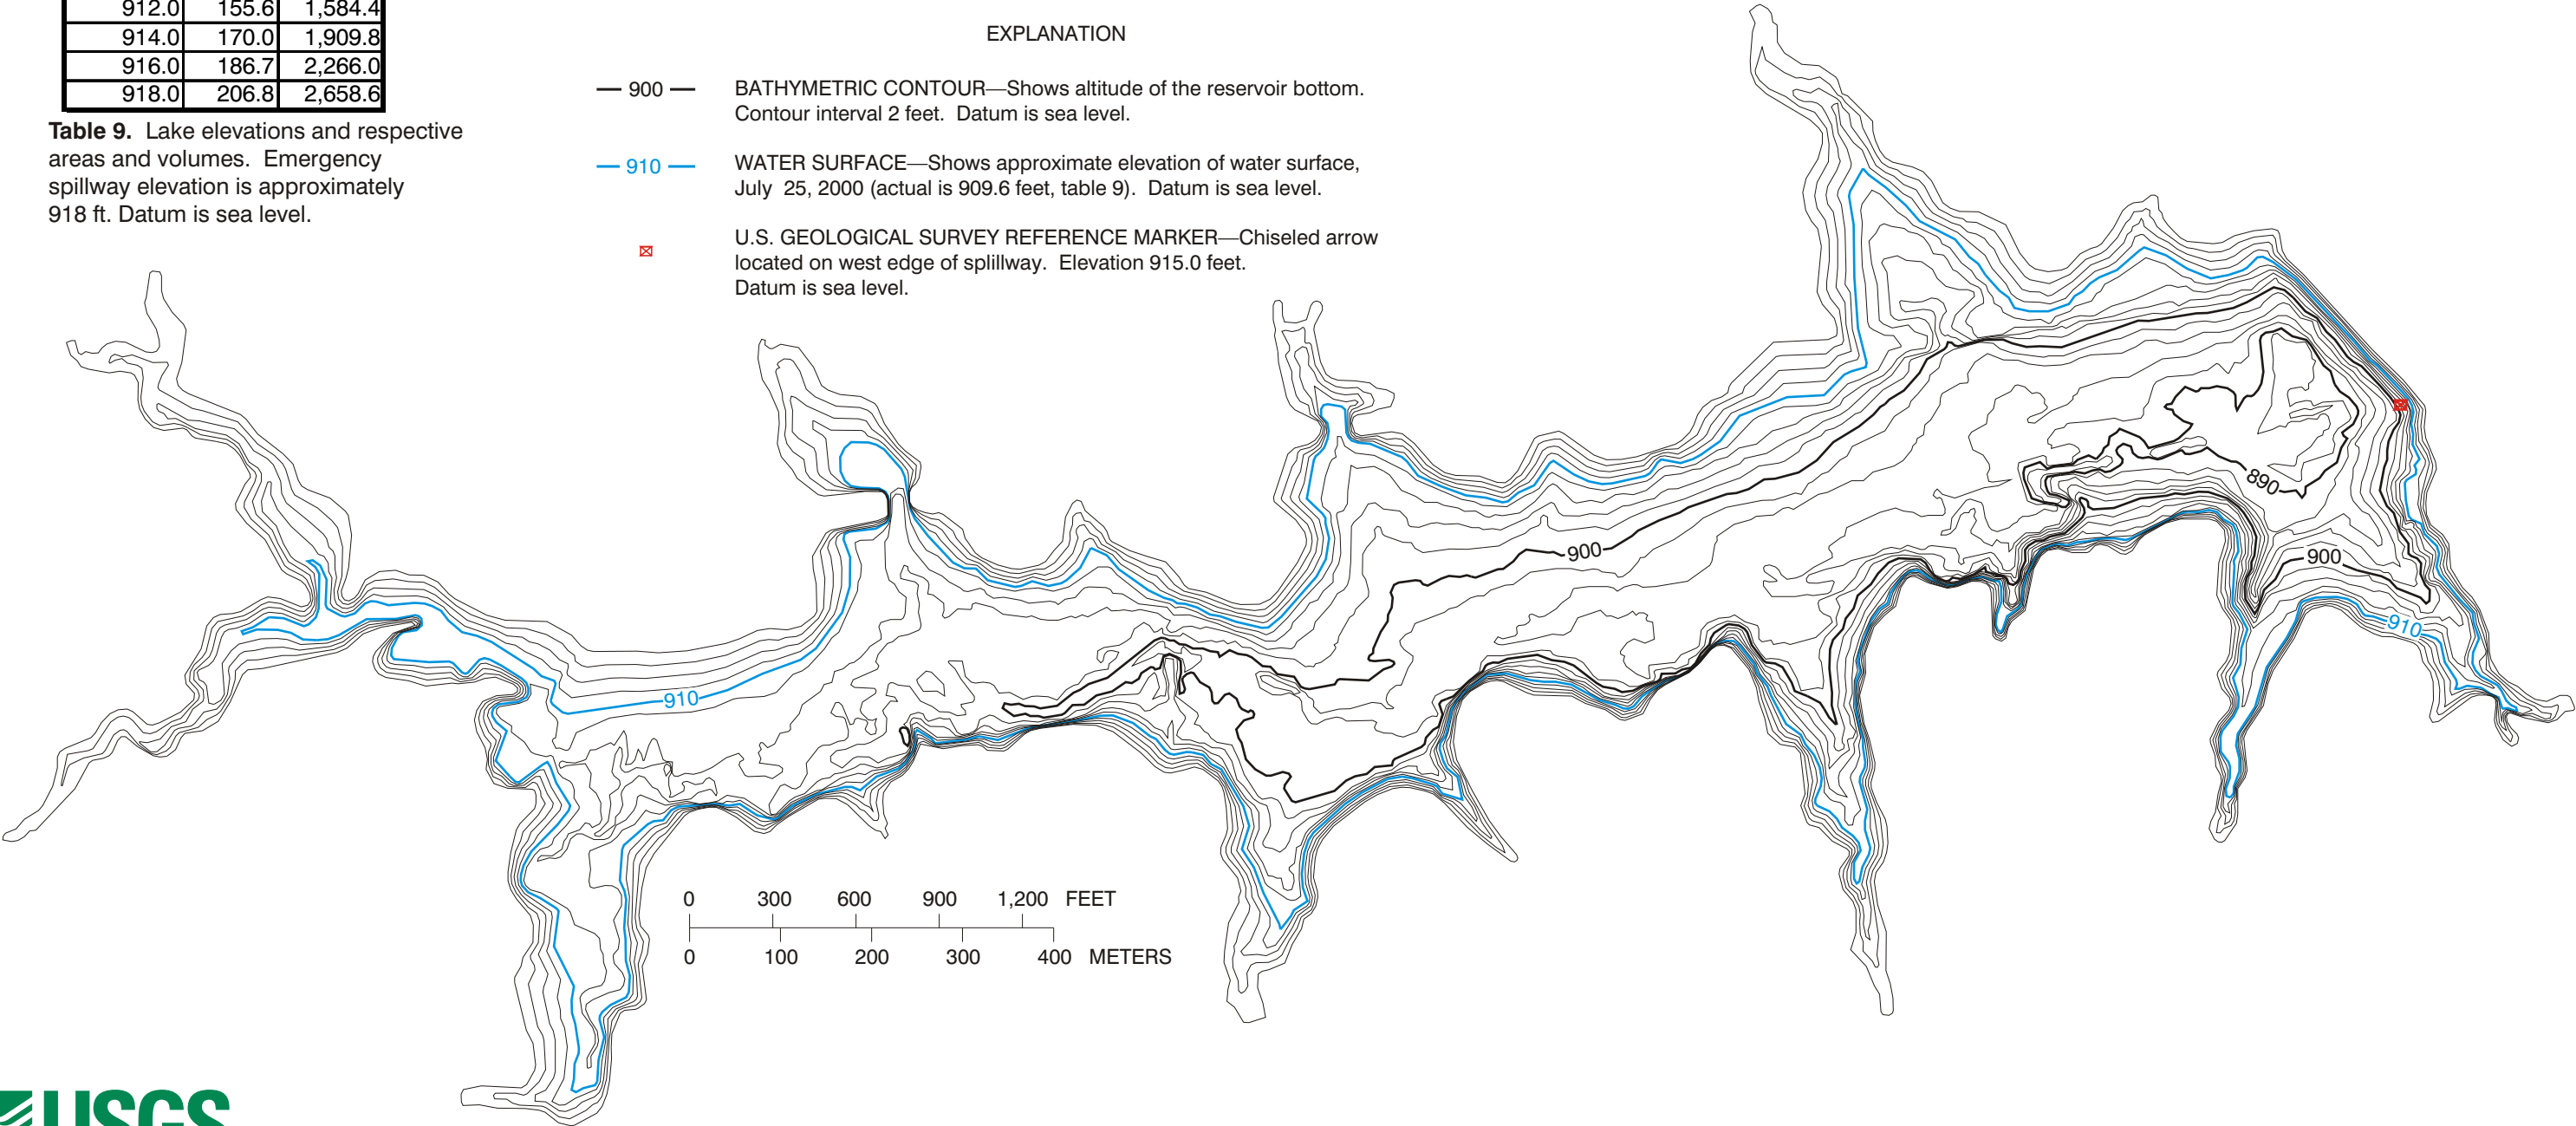 912.0 155.6 1,584.4
914.0 170.0 1,909.8
916.0 186.7 2,266.0
918.0 206.8 2,658.6
Table 9. Lake elevations and respective
areas and volumes. Emergency
spillway elevation is approximately
918 ft. Datum is sea level.
EXPLANATION
900
BATHYMETRIC CONTOUR—Shows altitude of the reservoir bottom.
Contour interval 2 feet. Datum is sea level.
910
WATER SURFACE—Shows approximate elevation of water surface,
July 25, 2000 (actual is 909.6 feet, table 9). Datum is sea level.
U.S. GEOLOGICAL SURVEY REFERENCE MARKER—Chiseled arrow
located on west edge of splillway. Elevation 915.0 feet.
Datum is sea level.
890
900
900
910
910
0 300 600 900 1,200 FEET
0 100 200 300 400 METERS
USGS